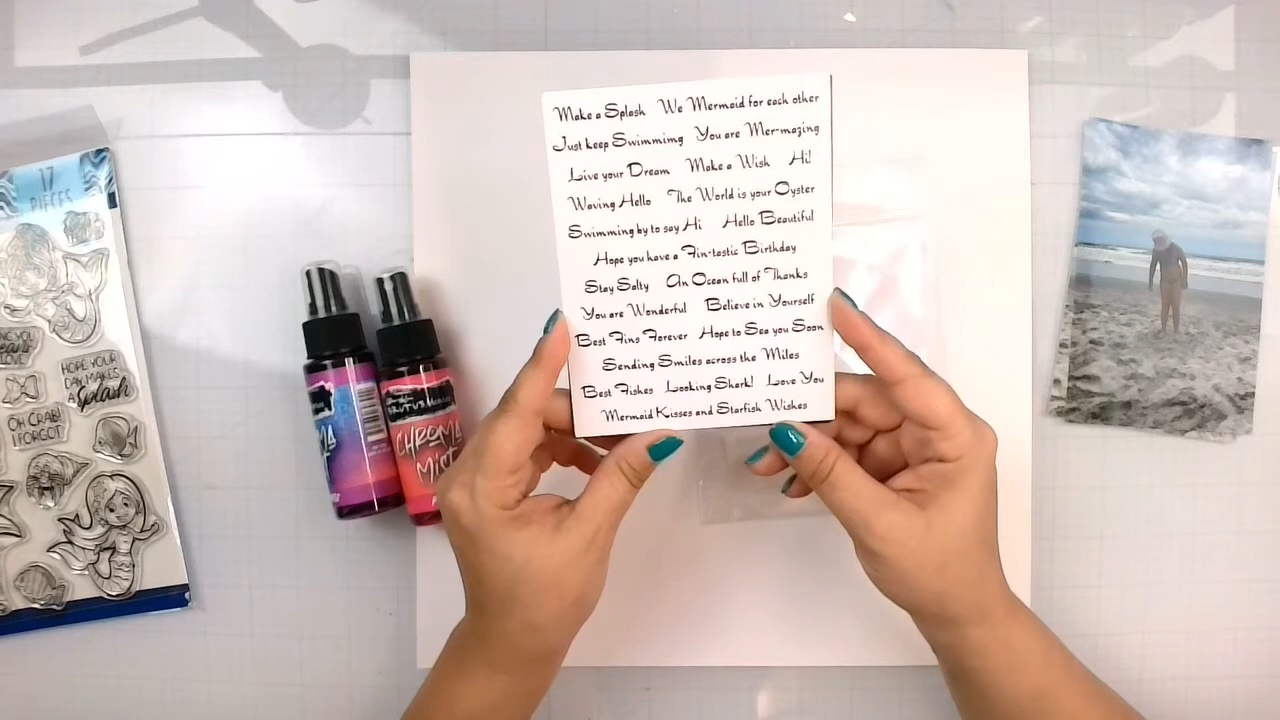 Make a Splash We Mermaid for each other
Just keep Swimming You are Mer-mazing
Live your Dream Make a Wish Hi!
Waving Hello The World is your Oyster
Swimming by to say Hi Hello Beautiful
Hope you have a Fin-tastic Birthday
Stay Salty An Ocean full of Thanks
You are Wonderful Believe in Yourself
Best Fins Forever Hope to Sea you Soon
Sending Smiles across the Miles
Best Fishes Looking Shark! Love You
Mermaid Kisses and Starfish Wishes
17
PIECES
LOVE
HOPE YOUR
DAY MAKES
A Splash
OH CRAB!
I FORGOT!
BRUTUS
CHROMA
MIST